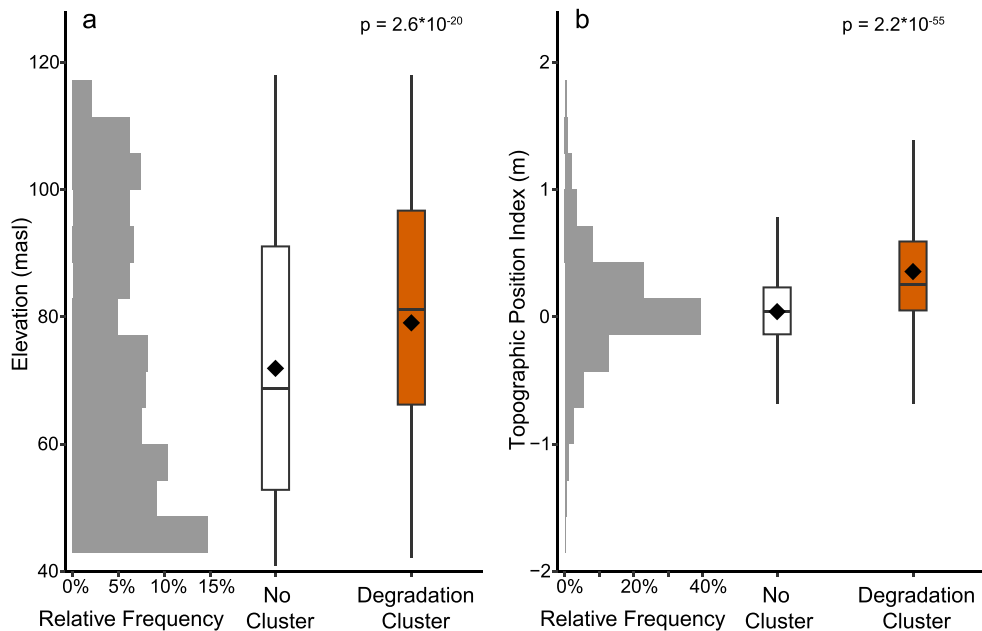 a
p = 2.6*10-20
120
100
80
60
40
Elevation (masl)
0%
5%
10%
15%
Relative Frequency
No
Cluster
Degradation
Cluster
b
p = 2.2*10-55
2
1
0
−1
−2
Topographic Position Index (m)
0%
20%
40%
Relative Frequency
No
Cluster
Degradation
Cluster